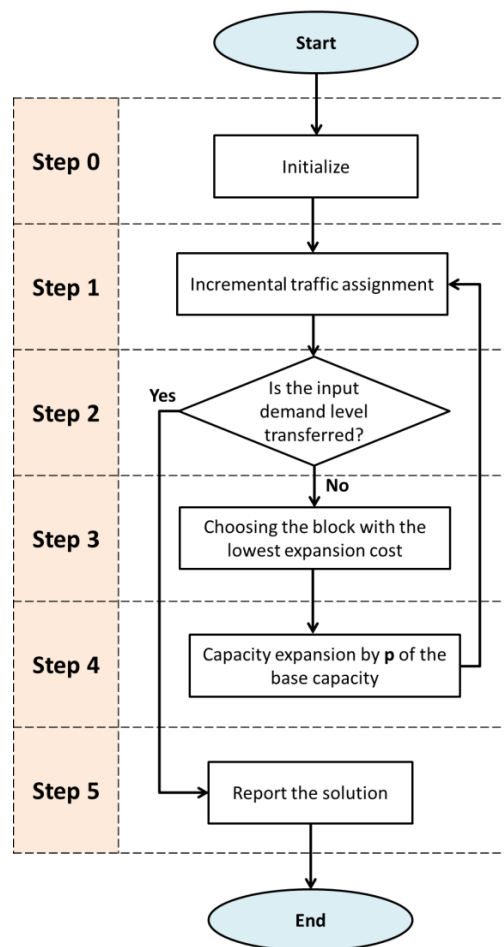 Start
Step 0
Initialize
Step 1
Incremental traffic assignment
Step 2
Yes
Is the input
demand level
transferred?
No
Step 3
Choosing the block with the
lowest expansion cost
Step 4
Capacity expansion by p of the
base capacity
Step 5
Report the solution
End